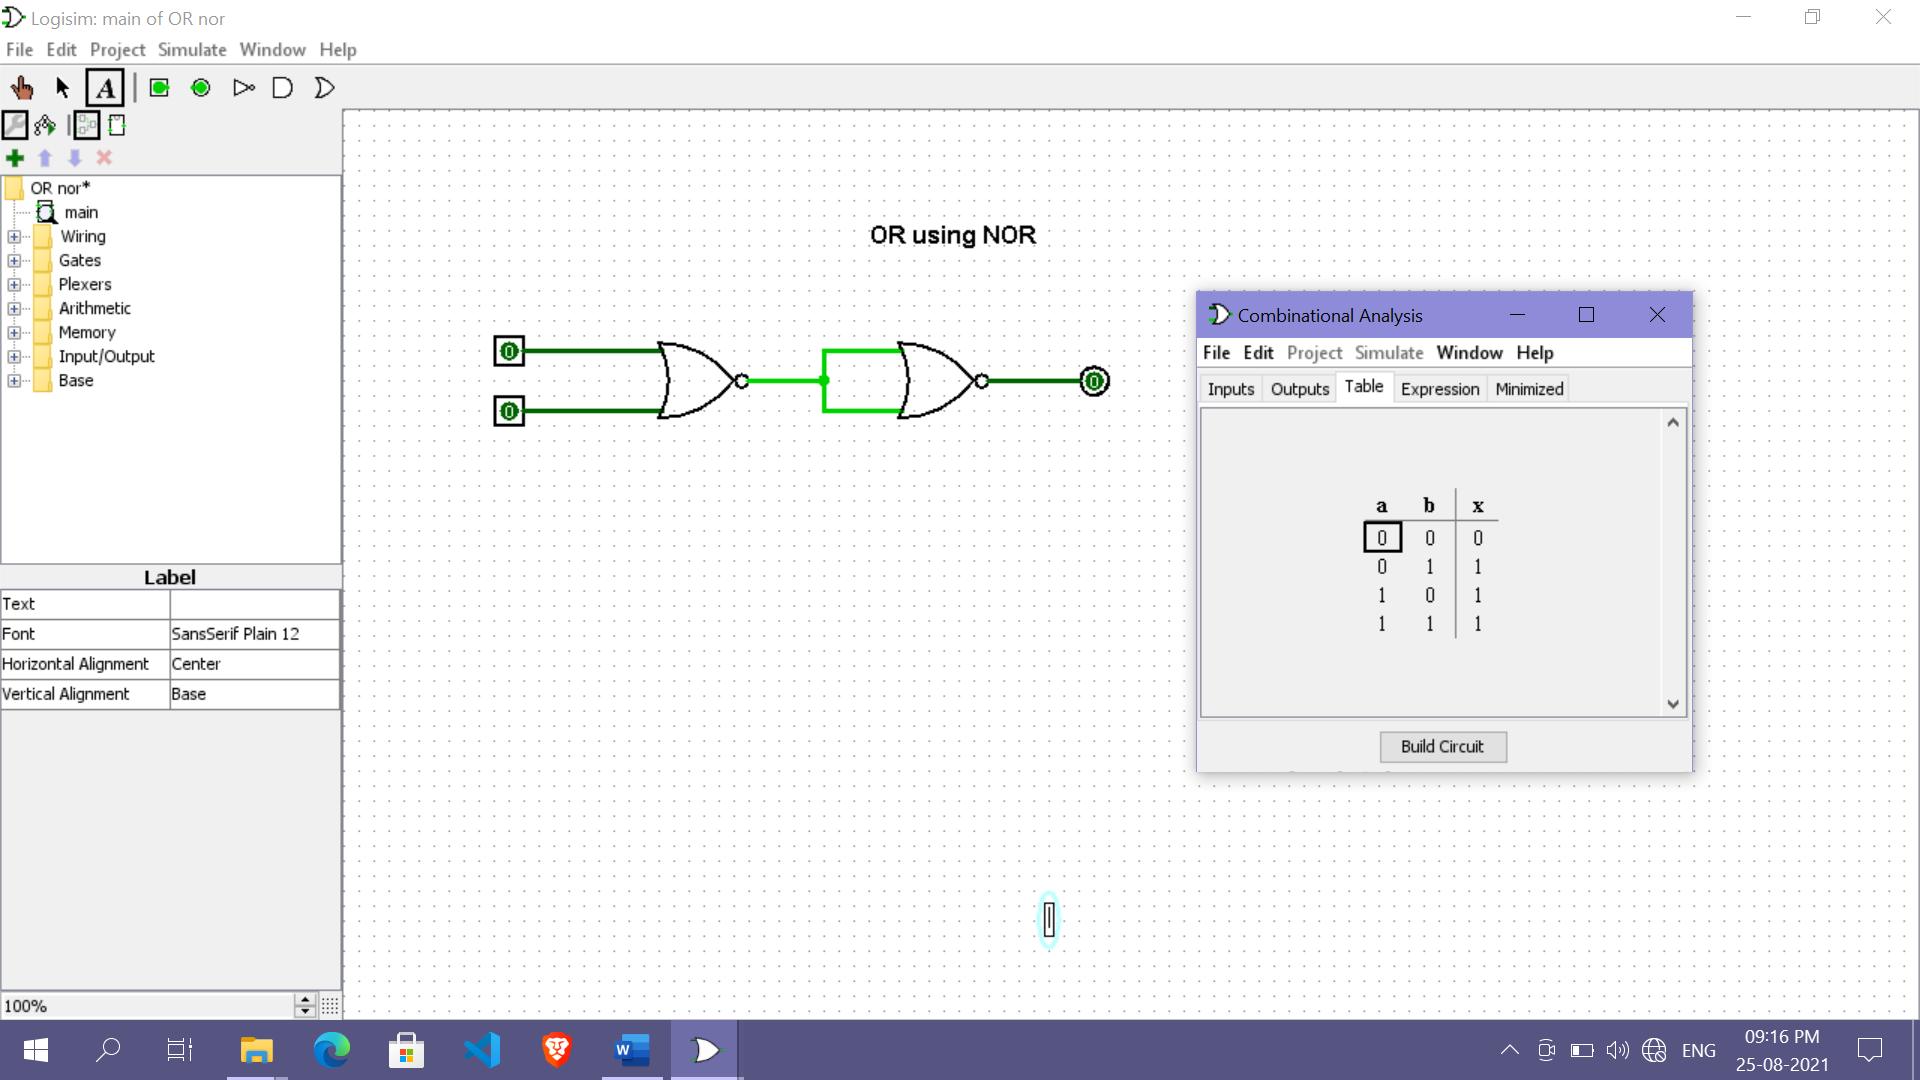 Logisim: main of OR nor
File Edit Project Simulate Window Help
A
OR nor*
main
Wiring
Gates
Plexers
Arithmetic
Memory
Input/Output
Base
Label
Text
Font SansSerif Plain 12
Horizontal Alignment Center
Vertical Alignment Base
100%
OR using NOR
0
0
0
Combinational Analysis
File Edit Project Simulate Window Help
Inputs Outputs Table Expression Minimized
a b x
0 0 0
0 1 1
1 0 1
1 1 1
Build Circuit
W
ENG
09:16 PM
25-08-2021